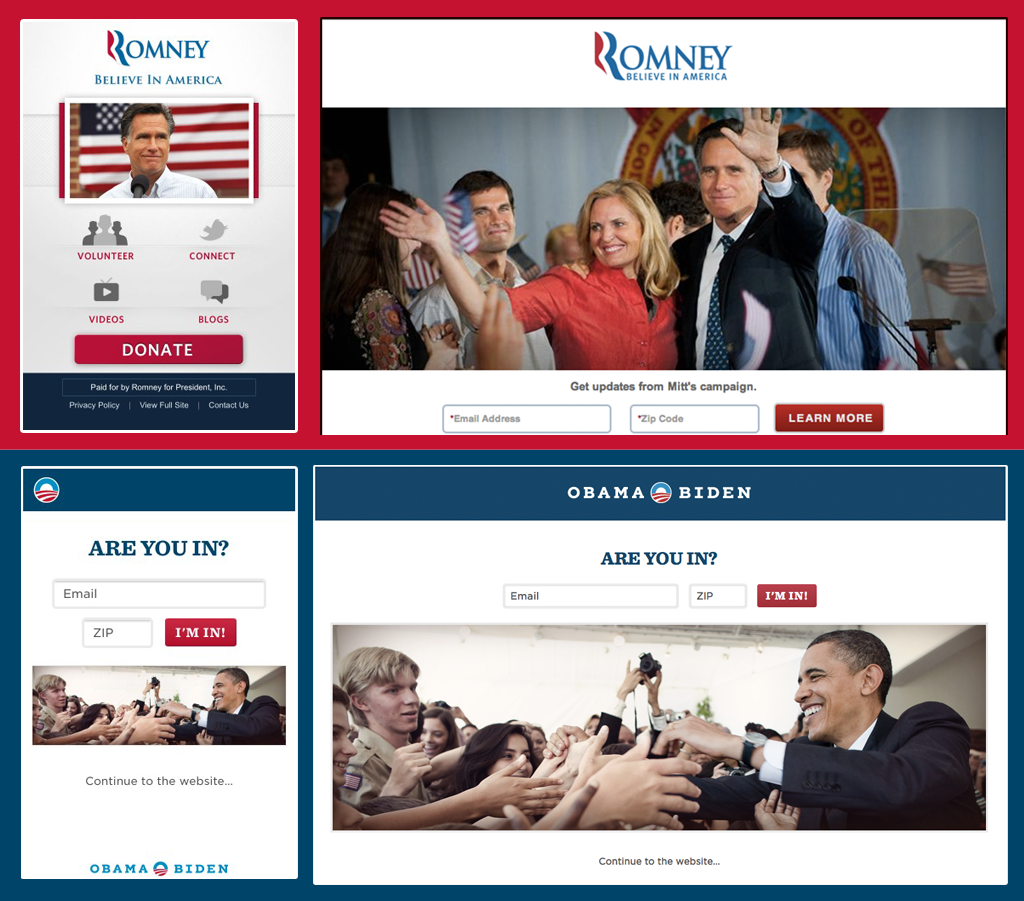 ROMNEY
BELIEVE IN AMERICA
VOLUNTEER CONNECT
VIDEOS BLOGS
DONATE
Paid for by Romney for President, Inc.
Privacy Policy | View Full Site | Contact Us
ROMNEY
BELIEVE IN AMERICA
Get updates from Mitt's campaign.
*Email Address *Zip Code LEARN MORE
ARE YOU IN?
Email
ZIP I'M IN!
Continue to the website...
OBAMA BIDEN
OBAMA BIDEN
ARE YOU IN?
Email ZIP I'M IN!
Continue to the website...